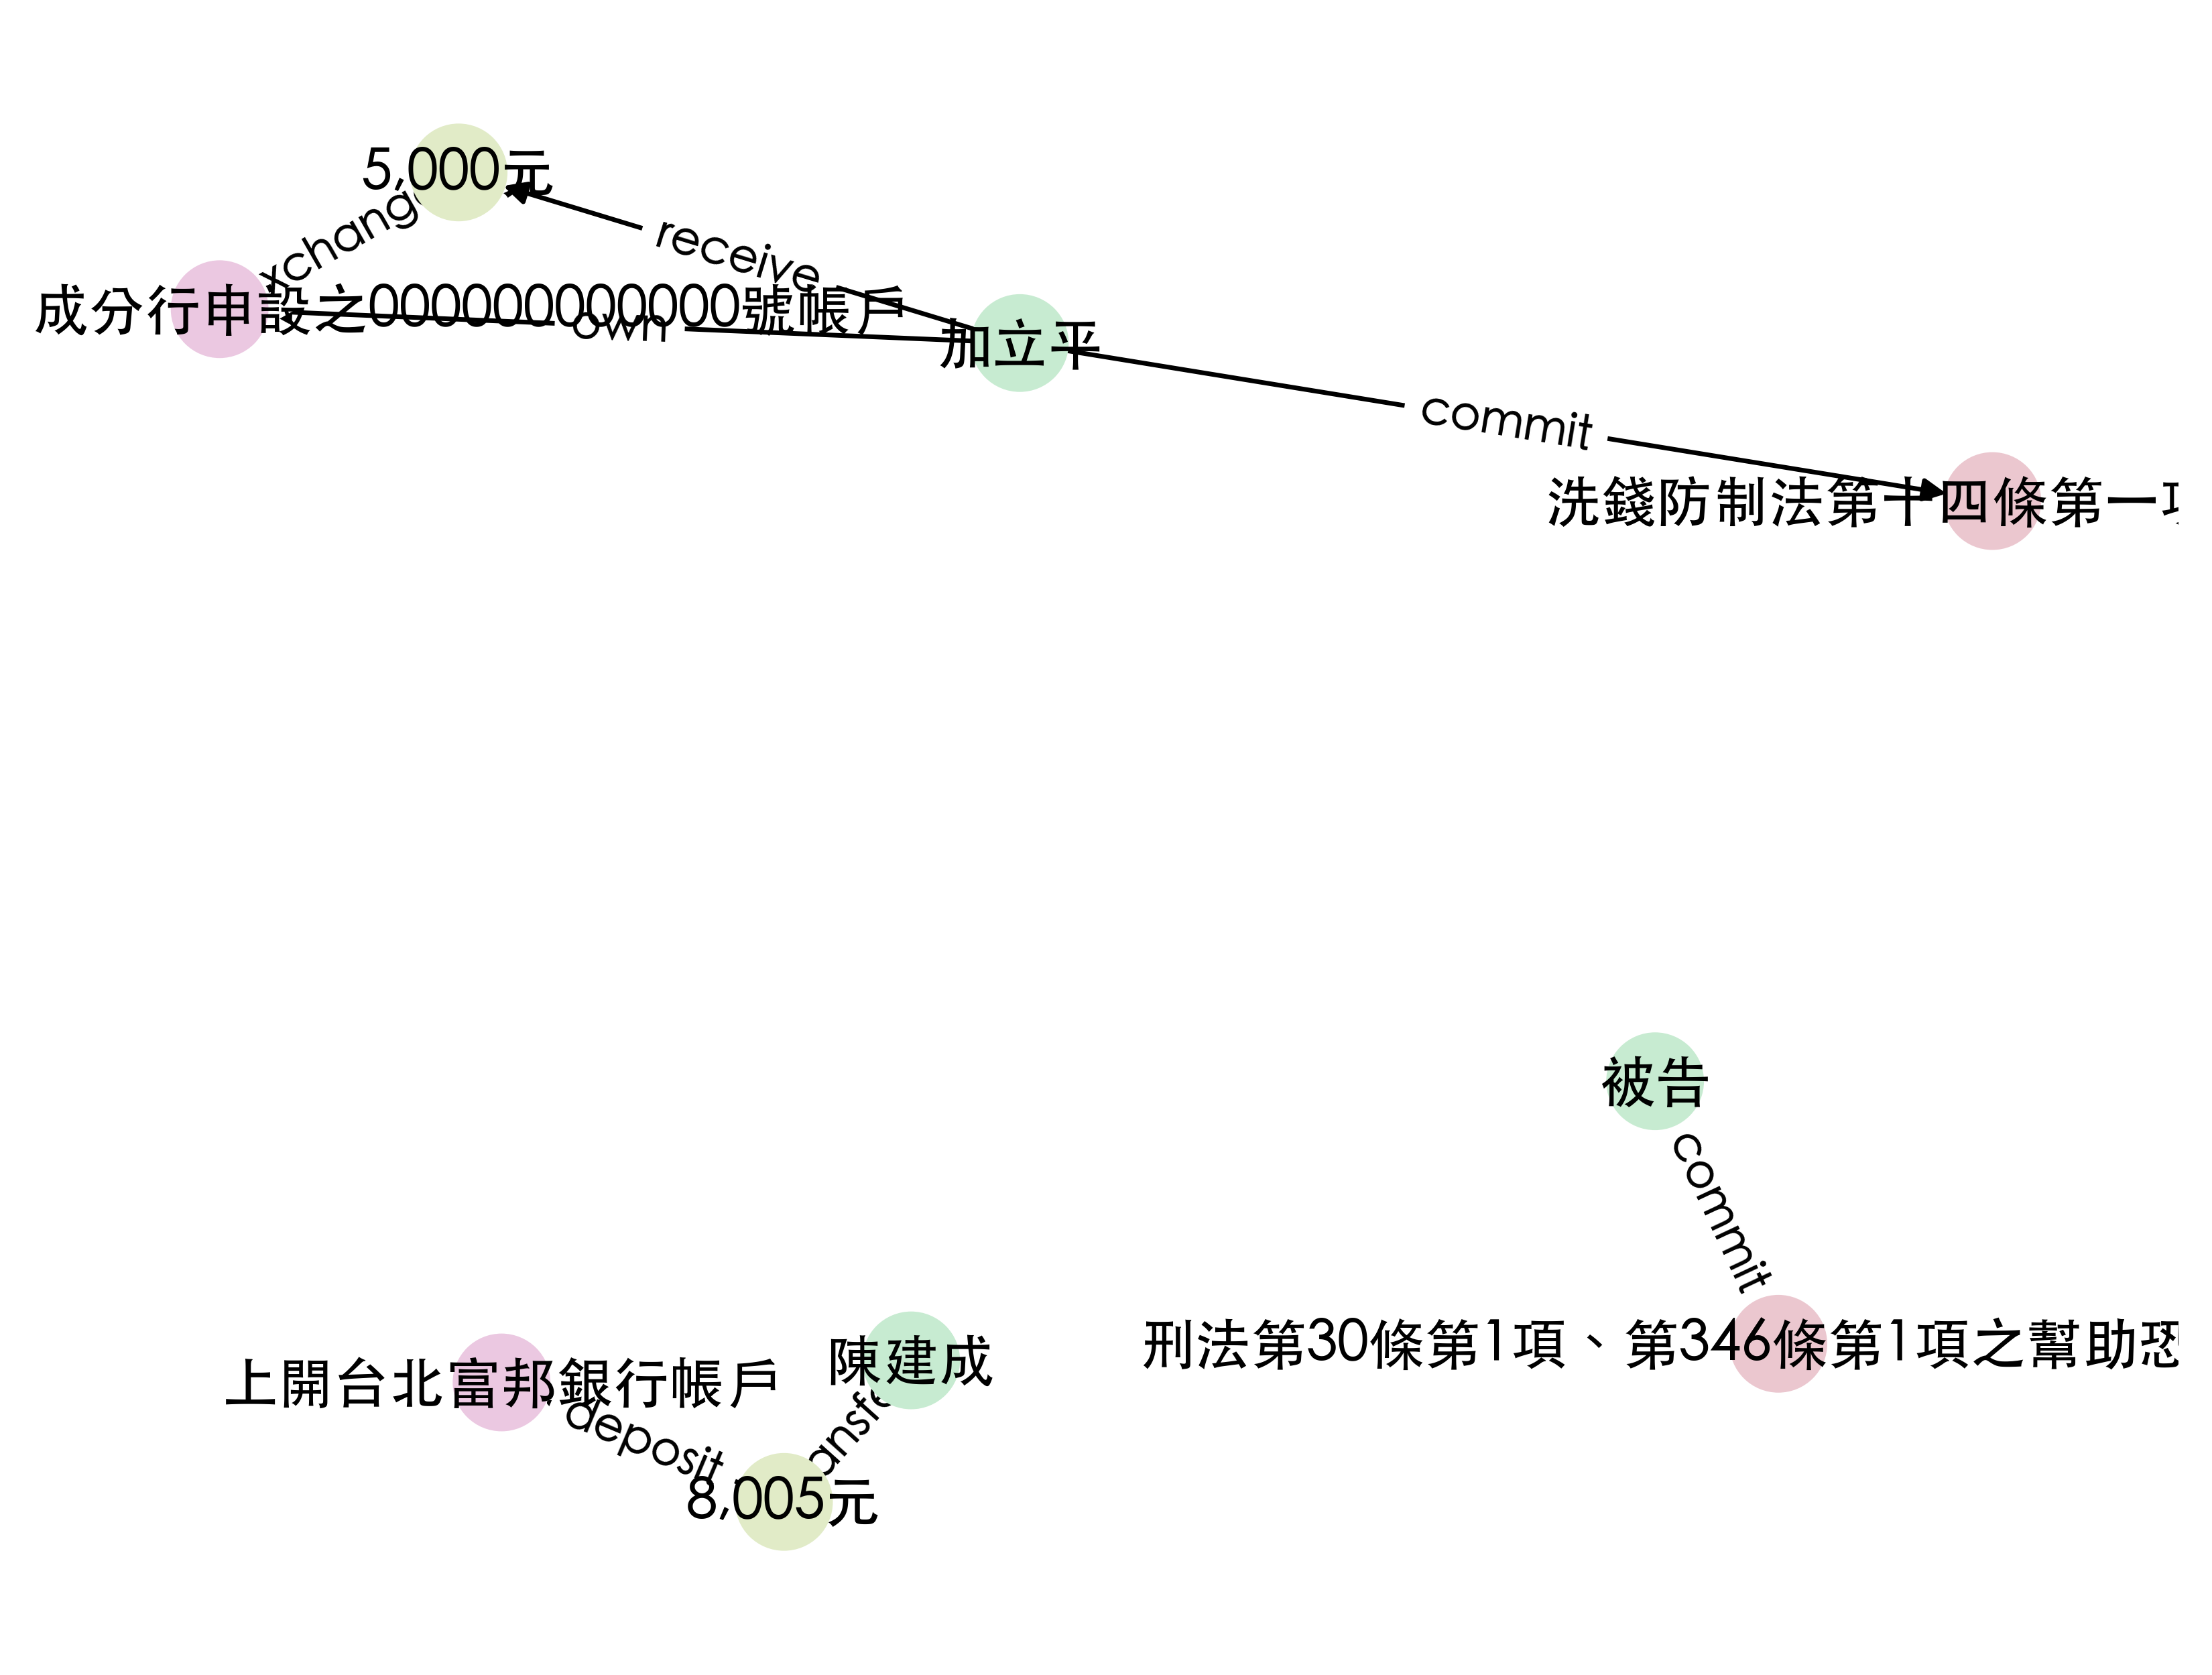 5,000元
xchang
receive
成分行申設之000000000000號帳戶
own
加立平
commit
洗錢防制法第十四條第一
被告
commit
刑法第30條第1項、第346條第1項之幫助恐
陳建成
上開台北富邦銀行帳戶
ansfe
deposit
8,005元